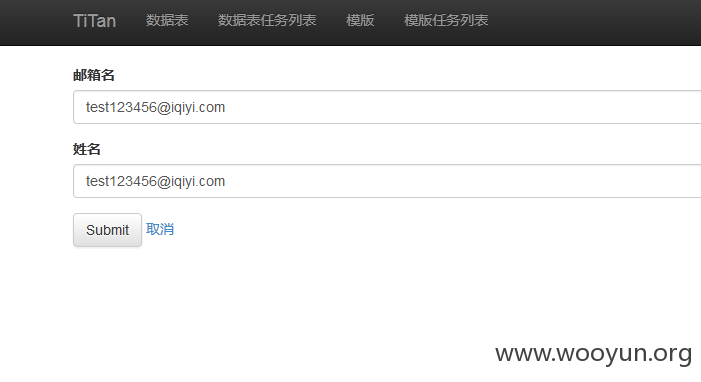 TiTan 数据表 数据表任务列表 模版 模版任务列表
邮箱名
test123456@iqiyi.com
姓名
test123456@iqiyi.com
Submit 取消
www.wooyun.org